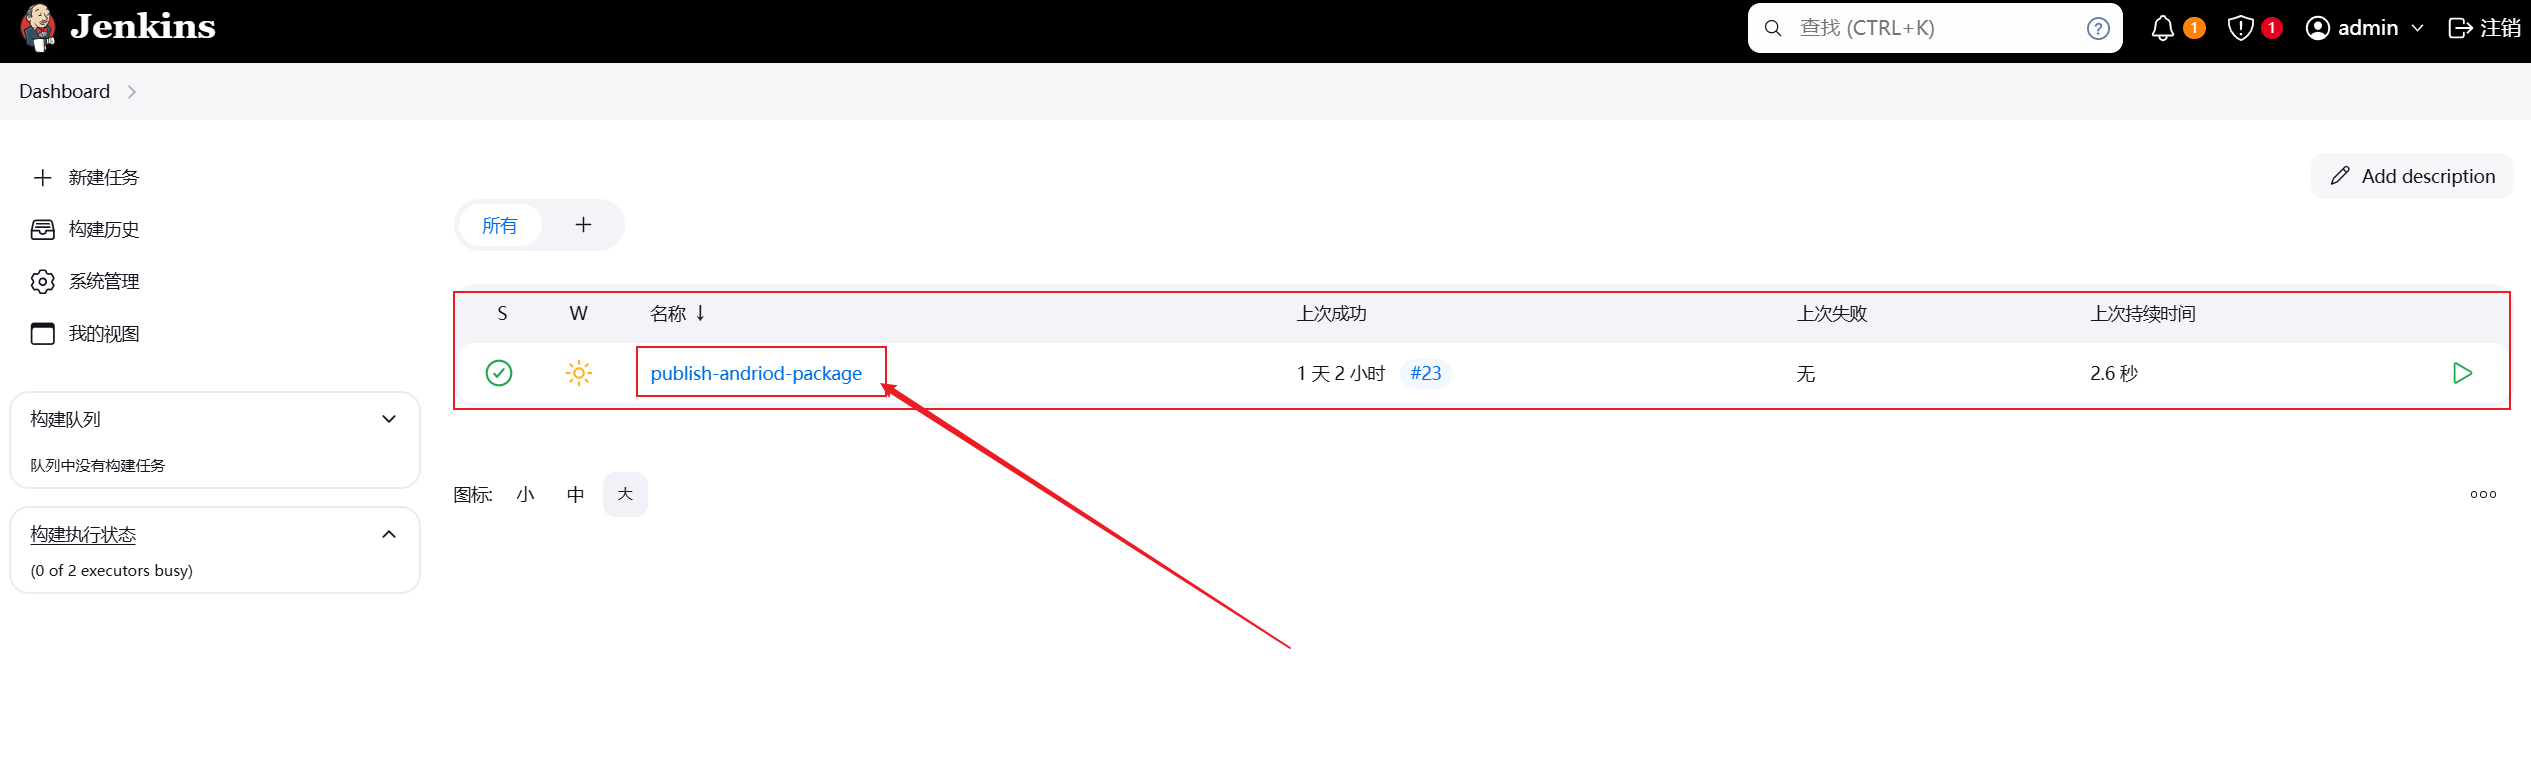 Jenkins
查找 (CTRL+K)
1
1
admin
注销
Dashboard
新建任务
构建历史
系统管理
我的视图
构建队列
队列中没有构建任务
构建执行状态
(0 of 2 executors busy)
Add description
所有
S W 名称 ↓ 上次成功 上次失败 上次持续时间
publish-andriod-package 1 天 2 小时 #23 无 2.6 秒
图标: 小 中 大